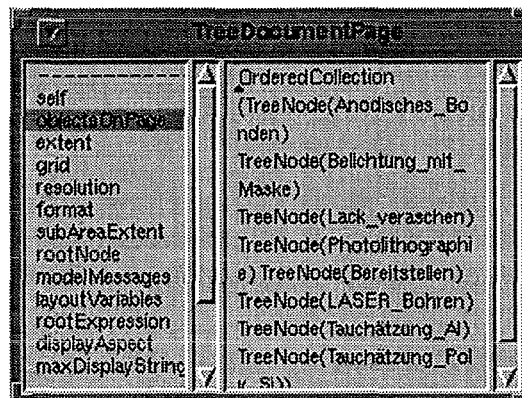 TreeDocumentPage
- - - - - - - - - - - - - - -
self
objectsOnPage
extent
grid
resolution
format
subAreaExtent
rootNode
modelMessages
layoutVariables
rootExpression
displayAspect
maxDisplayString
OrderedCollection
(TreeNode(Anodisches_Bo
nden)
TreeNode(Belichtung_mit_
Maske)
TreeNode(Lack_veraschen)
TreeNode(Photolithographi
e) TreeNode(Bereitstellen)
TreeNode(LASER_Bohren)
TreeNode(Tauchätzung_Al)
TreeNode(Tauchätzung_Pol
y_Si))